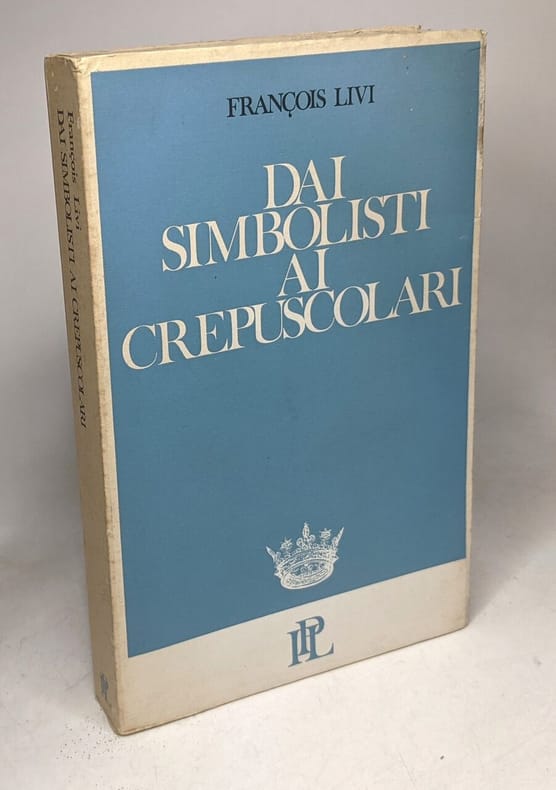 FRANÇOIS LIVI
DAI
SIMBOLISTI
AI
CREPUSCOLARI
IPL
François Livi
DAI SIMBOLISTI AI CREPUSCOLARI